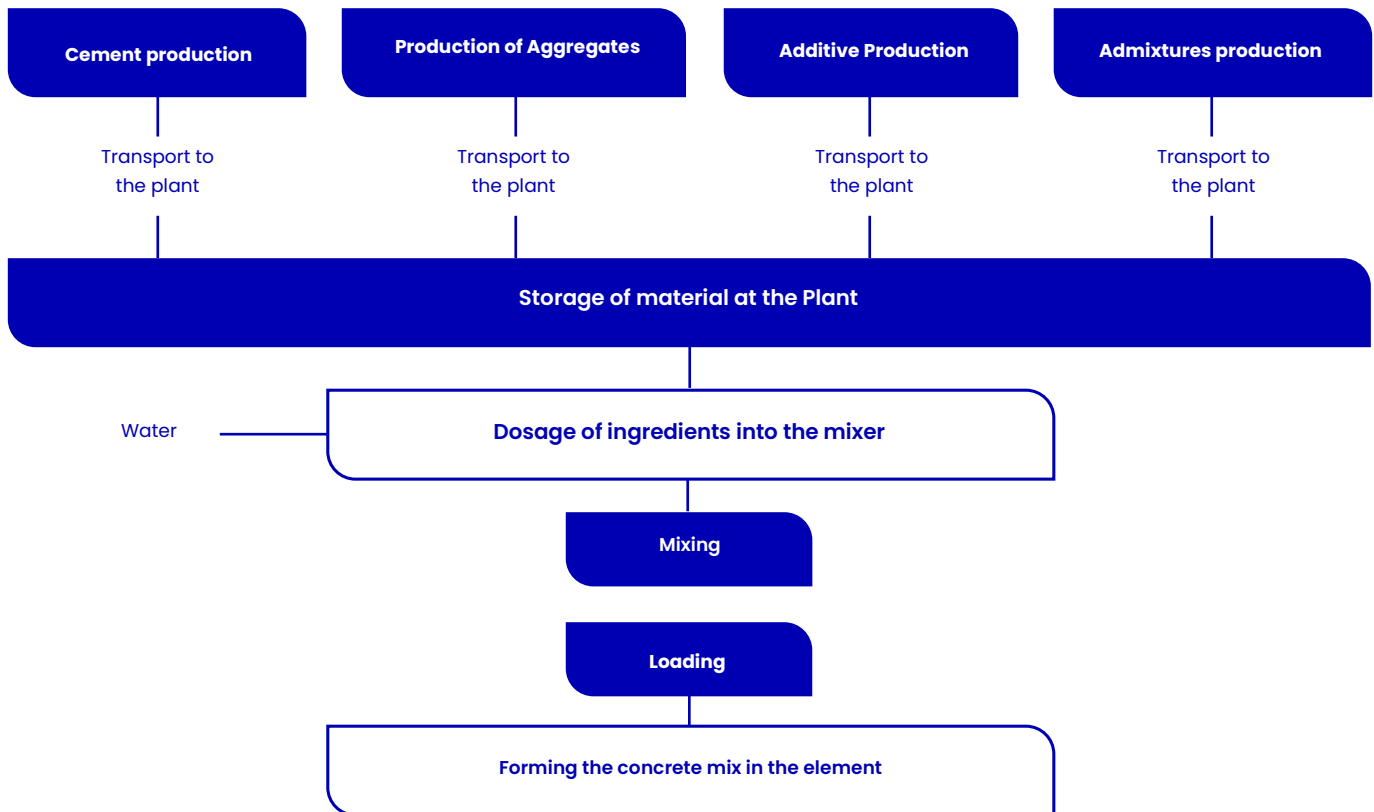 Cement production
Production of Aggregates
Additive Production
Admixtures production
Transport to
the plant
Transport to
the plant
Transport to
the plant
Transport to
the plant
Storage of material at the Plant
Water
Dosage of ingredients into the mixer
Mixing
Loading
Forming the concrete mix in the element